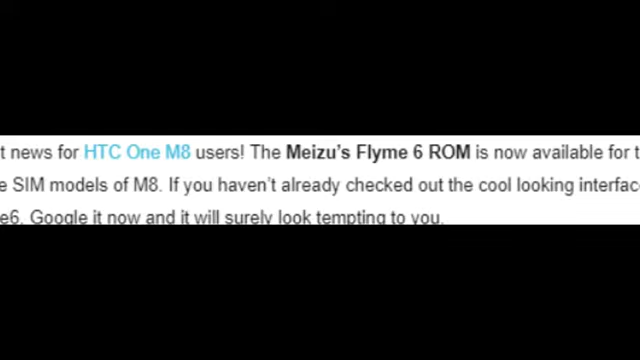 t news for HTC One M8 users! The Meizu's Flyme 6 ROM is now available for t
e SIM models of M8. If you haven't already checked out the cool looking interfac
e6. Google it now and it will surely look tempting to you.